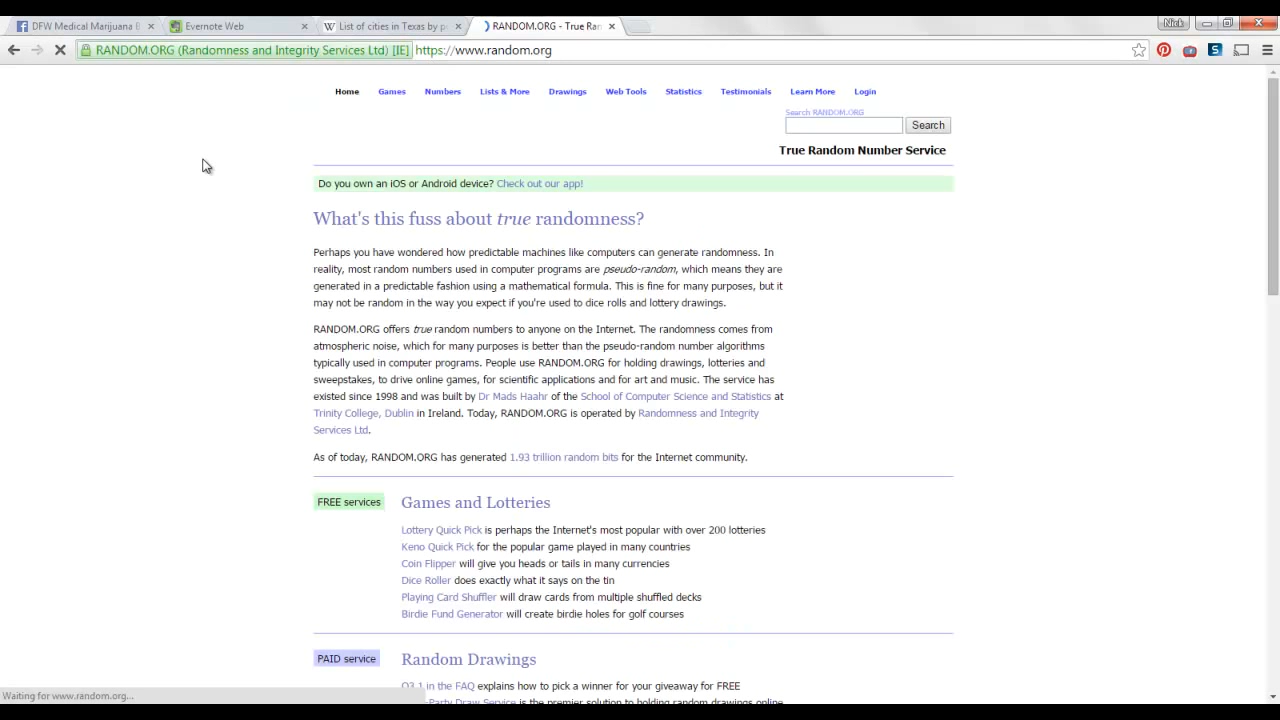 DFW Medical Marijuana
Evernote Web
List of cities in Texas by p
RANDOM.ORG - True Ran
Nick
RANDOM.ORG (Randomness and Integrity Services Ltd) [IE] https://www.random.org
Home Games Numbers Lists & More Drawings Web Tools Statistics Testimonials Learn More Login
Search RANDOM.ORG
Search
True Random Number Service
Do you own an iOS or Android device? Check out our app!
What's this fuss about true randomness?
Perhaps you have wondered how predictable machines like computers can generate randomness. In
reality, most random numbers used in computer programs are pseudo-random, which means they are
generated in a predictable fashion using a mathematical formula. This is fine for many purposes, but it
may not be random in the way you expect if you're used to dice rolls and lottery drawings.
RANDOM.ORG offers true random numbers to anyone on the Internet. The randomness comes from
atmospheric noise, which for many purposes is better than the pseudo-random number algorithms
typically used in computer programs. People use RANDOM.ORG for holding drawings, lotteries and
sweepstakes, to drive online games, for scientific applications and for art and music. The service has
existed since 1998 and was built by Dr Mads Haahr of the School of Computer Science and Statistics at
Trinity College, Dublin in Ireland. Today, RANDOM.ORG is operated by Randomness and Integrity
Services Ltd.
As of today, RANDOM.ORG has generated 1.93 trillion random bits for the Internet community.
FREE services
Games and Lotteries
Lottery Quick Pick is perhaps the Internet's most popular with over 200 lotteries
Keno Quick Pick for the popular game played in many countries
Coin Flipper will give you heads or tails in many currencies
Dice Roller does exactly what it says on the tin
Playing Card Shuffler will draw cards from multiple shuffled decks
Birdie Fund Generator will create birdie holes for golf courses
PAID service
Random Drawings
Q3.1 in the FAQ explains how to pick a winner for your giveaway for FREE
-Party Draw Service is the premier solution to holding random drawings online
Waiting for www.random.org...